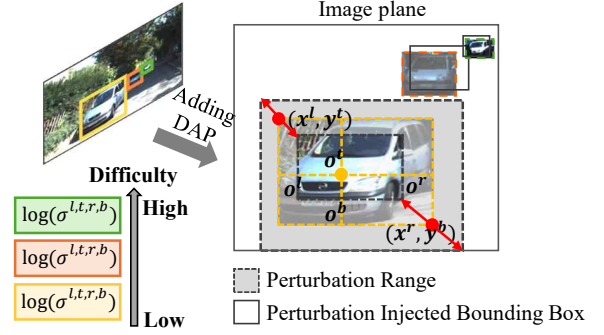 Image plane
Adding
DAP
(x^l, y^t)
o^t
o^l
o^r
o^b
(x^r, y^b)
Difficulty
High
log(σ^{l,t,r,b})
log(σ^{l,t,r,b})
log(σ^{l,t,r,b})
Low
Perturbation Range
Perturbation Injected Bounding Box